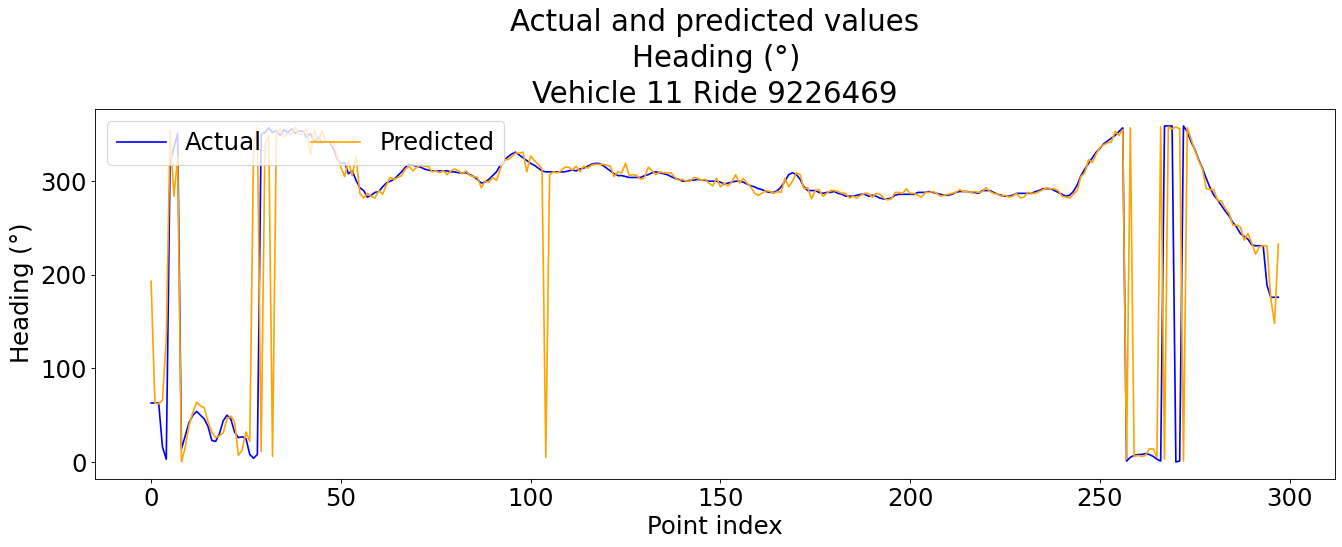 Actual and predicted values
Heading (°)
Vehicle 11 Ride 9226469
Actual Predicted
Heading (°)
300
200
100
0
0 50 100 150 200 250 300
Point index